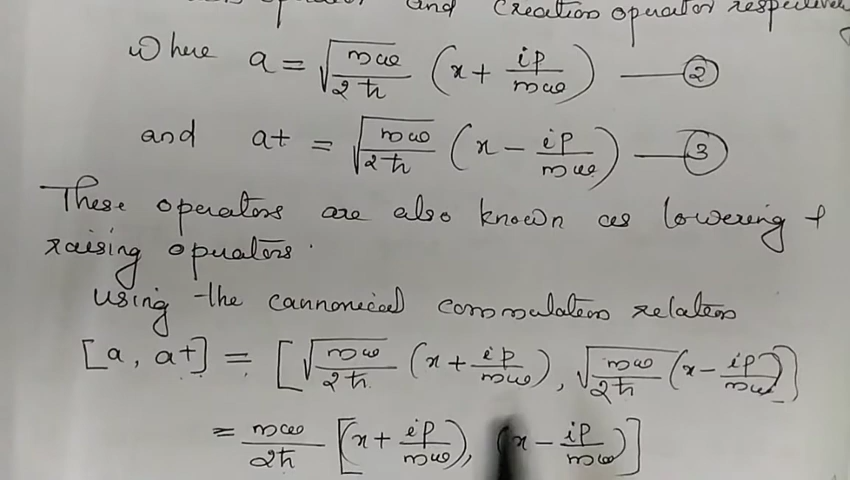 and creation operator respectively
Where a = √(mω/2ħ) (x + ip/mω) —— ②
and a+ = √(mω/2ħ) (x − ip/mω) —— ③
These operators are also known as lowering &
raising operators.
using the cannonical commutation relation
[a, a+] = [√(mω/2ħ) (x + ip/mω), √(mω/2ħ) (x − ip/mω)]
= mω/2ħ [(x + ip/mω), (x − ip/mω)]